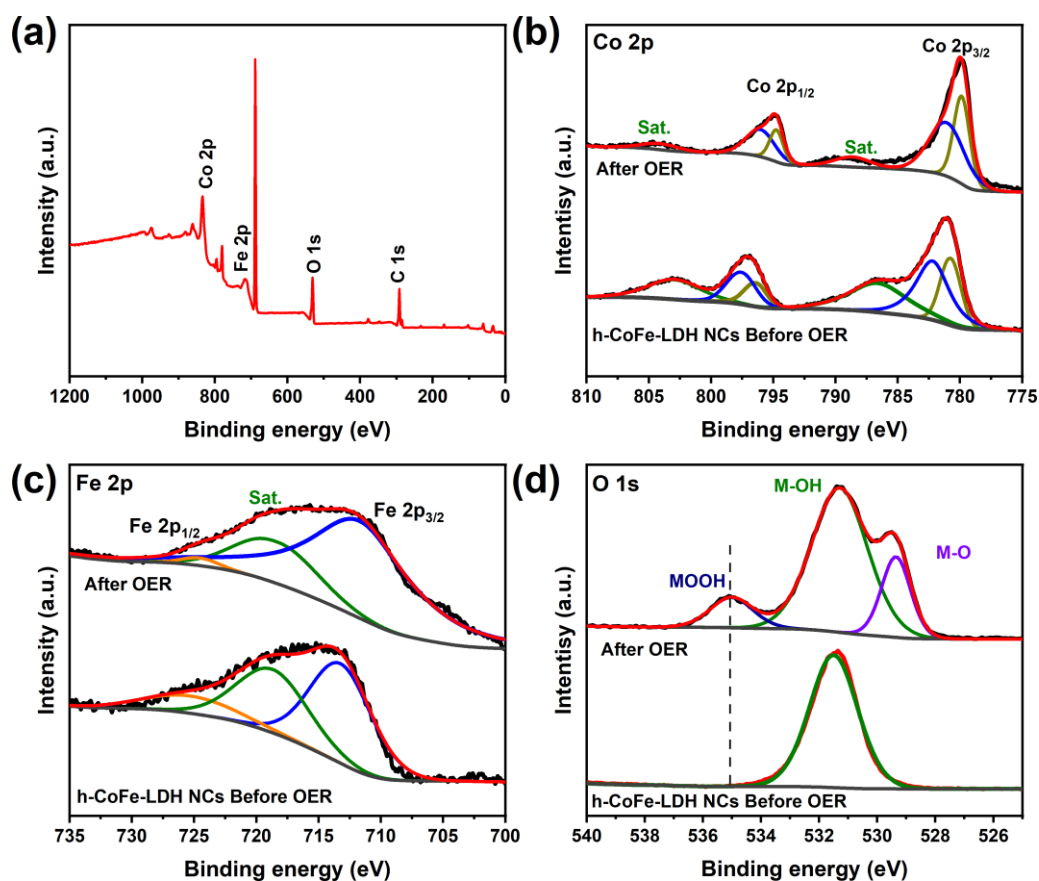 (a)
Intensity (a.u.)
Co 2p
Fe 2p
O 1s
C 1s
1200 1000 800 600 400 200 0
Binding energy (eV)
(b)
Co 2p
Co 2p3/2
Co 2p1/2
Sat.
Sat.
After OER
h-CoFe-LDH NCs Before OER
Intentisy (a.u.)
810 805 800 795 790 785 780 775
Binding energy (eV)
(c)
Fe 2p
Sat.
Fe 2p1/2
Fe 2p3/2
After OER
h-CoFe-LDH NCs Before OER
Intensity (a.u.)
735 730 725 720 715 710 705 700
Binding energy (eV)
(d)
O 1s
M-OH
M-O
MOOH
After OER
h-CoFe-LDH NCs Before OER
Intentisy (a.u.)
540 538 536 534 532 530 528 526
Binding energy (eV)